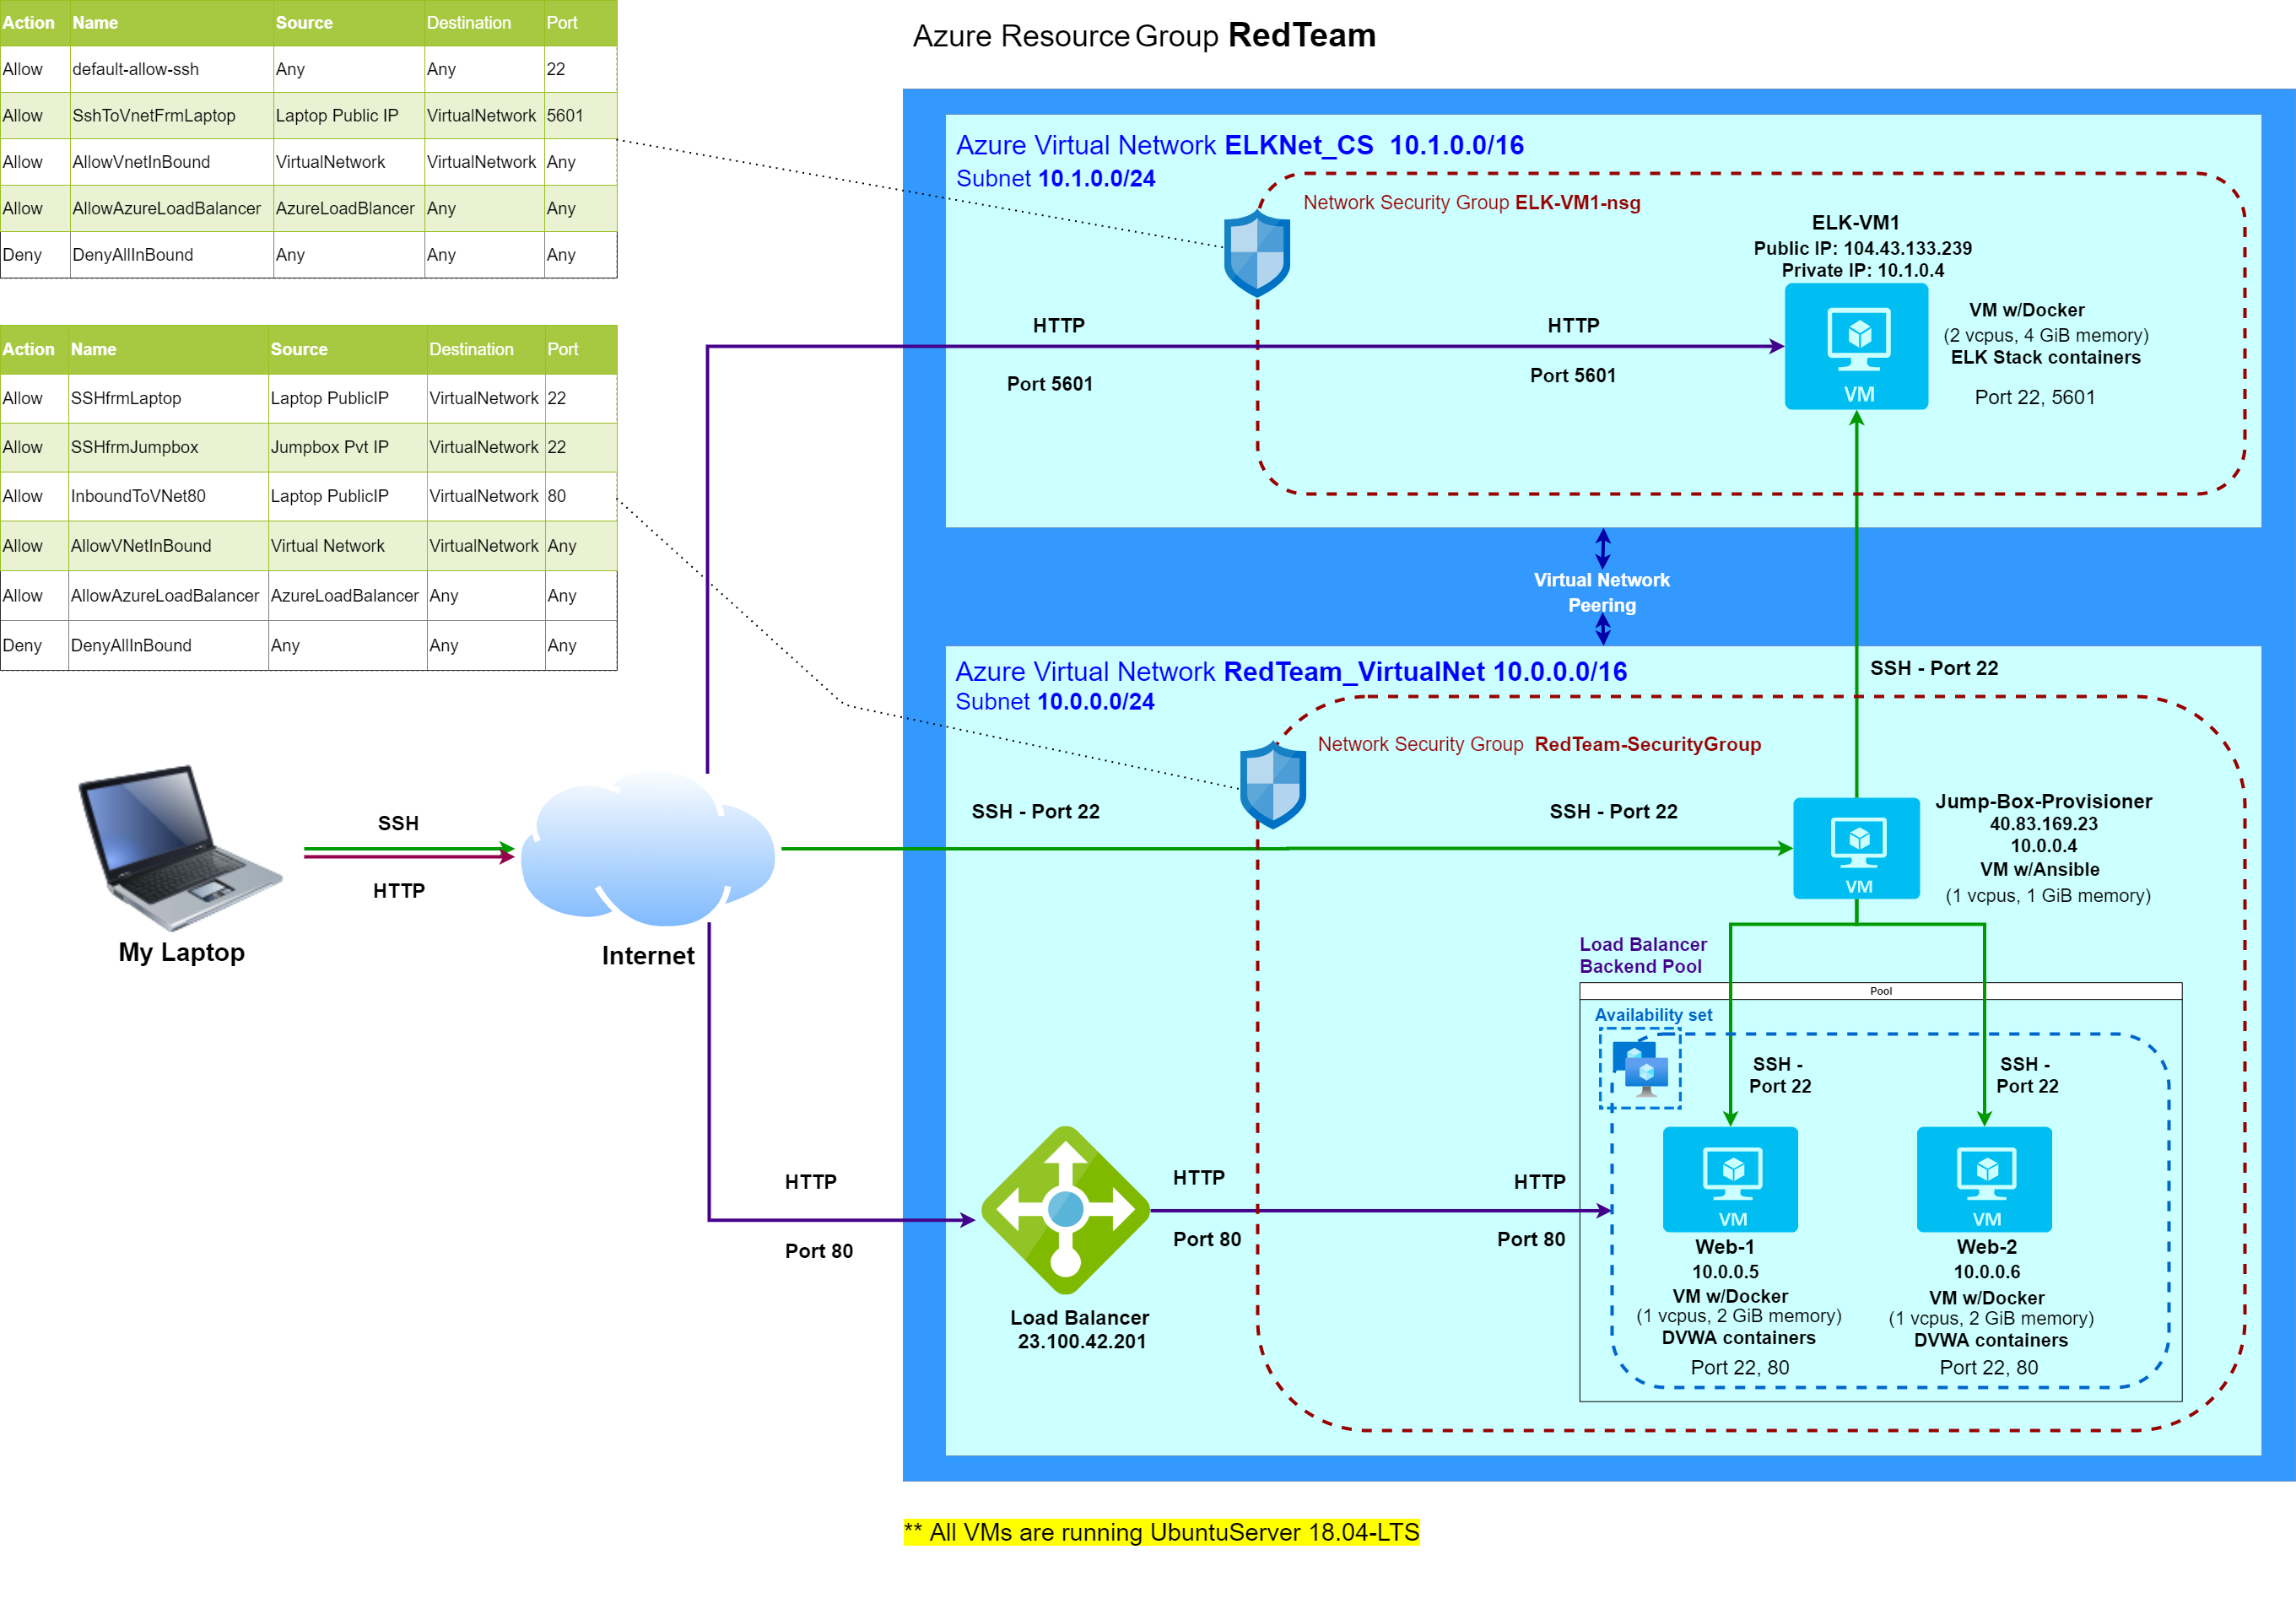 Azure Resource Group RedTeam
Action Name Source Destination Port
Allow default-allow-ssh Any Any 22
Allow SshToVnetFrmLaptop Laptop Public IP VirtualNetwork 5601
Allow AllowVnetInBound VirtualNetwork VirtualNetwork Any
Allow AllowAzureLoadBalancer AzureLoadBlancer Any Any
Deny DenyAllInBound Any Any Any
Action Name Source Destination Port
Allow SSHfrmLaptop Laptop PublicIP VirtualNetwork 22
Allow SSHfrmJumpbox Jumpbox Pvt IP VirtualNetwork 22
Allow InboundToVNet80 Laptop PublicIP VirtualNetwork 80
Allow AllowVNetInBound Virtual Network VirtualNetwork Any
Allow AllowAzureLoadBalancer AzureLoadBalancer Any Any
Deny DenyAllInBound Any Any Any
Azure Virtual Network ELKNet_CS 10.1.0.0/16
Subnet 10.1.0.0/24
Network Security Group ELK-VM1-nsg
ELK-VM1
Public IP: 104.43.133.239
Private IP: 10.1.0.4
VM
VM w/Docker
(2 vcpus, 4 GiB memory)
ELK Stack containers
Port 22, 5601
HTTP
Port 5601
HTTP
Port 5601
Virtual Network
Peering
Azure Virtual Network RedTeam_VirtualNet 10.0.0.0/16
Subnet 10.0.0.0/24
SSH - Port 22
Network Security Group RedTeam-SecurityGroup
SSH - Port 22
SSH - Port 22
Jump-Box-Provisioner
40.83.169.23
10.0.0.4
VM w/Ansible
(1 vcpus, 1 GiB memory)
VM
SSH
HTTP
My Laptop
Internet
Load Balancer
Backend Pool
Pool
Availability set
SSH -
Port 22
SSH -
Port 22
HTTP
Port 80
HTTP
Port 80
HTTP
Port 80
Load Balancer
23.100.42.201
VM
Web-1
10.0.0.5
VM w/Docker
(1 vcpus, 2 GiB memory)
DVWA containers
Port 22, 80
VM
Web-2
10.0.0.6
VM w/Docker
(1 vcpus, 2 GiB memory)
DVWA containers
Port 22, 80
** All VMs are running UbuntuServer 18.04-LTS